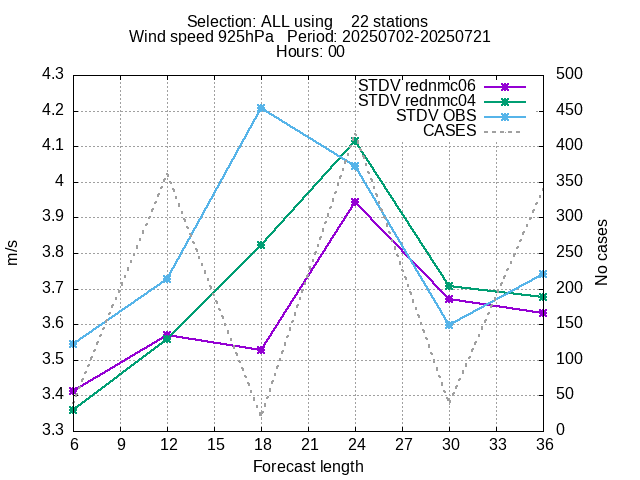 Selection: ALL using    22 stations
Wind speed 925hPa   Period: 20250702-20250721
Hours: 00
STDV rednmc06
STDV rednmc04
STDV OBS
CASES
m/s
4.3
4.2
4.1
4
3.9
3.8
3.7
3.6
3.5
3.4
3.3
No cases
500
450
400
350
300
250
200
150
100
50
0
6 9 12 15 18 21 24 27 30 33 36
Forecast length